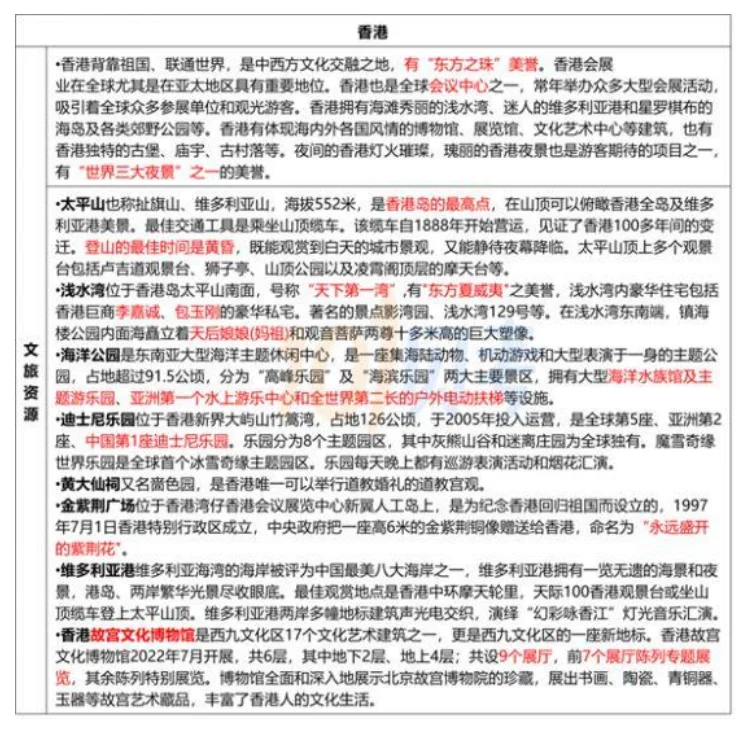 香港
•香港背靠祖国、联通世界，是中西方文化交融之地，有“东方之珠”美誉。香港会展
业在全球尤其是在亚太地区具有重要地位。香港也是全球会议中心之一，常年举办众多大型会展活动，
吸引着全球众多参展单位和观光游客。香港拥有海滩秀丽的浅水湾、迷人的维多利亚港和星罗棋布的
海岛及各类郊野公园等。香港有体现海内外各国风情的博物馆、展览馆、文化艺术中心等建筑，也有
香港独特的古堡、庙宇、古村落等。夜间的香港灯火璀璨，瑰丽的香港夜景也是游客期待的项目之一，
有“世界三大夜景”之一的美誉。
文旅资源
•太平山也称扯旗山、维多利亚山，海拔552米，是香港岛的最高点，在山顶可以俯瞰香港全岛及维多
利亚港美景。最佳交通工具是乘坐山顶缆车。该缆车自1888年开始营运，见证了香港100多年间的变
迁。登山的最佳时间是黄昏，既能观赏到白天的城市景观，又能静待夜幕降临。太平山顶上多个观景
台包括卢吉道观景台、狮子亭、山顶公园以及凌霄阁顶层的摩天台等。
•浅水湾位于香港岛太平山南面，号称“天下第一湾”,有"东方夏威夷"之美誉，浅水湾内豪华住宅包括
香港巨商李嘉诚、包玉刚的豪华私宅。著名的景点影湾园、浅水湾129号等。在浅水湾东南端，镇海
楼公园内面海矗立着天后娘娘(妈祖)和观音菩萨两尊十多米高的巨大塑像。
•海洋公园是东南亚大型海洋主题休闲中心，是一座集海陆动物、机动游戏和大型表演于一身的主题公
园，占地超过91.5公顷，分为“高峰乐园”及“海滨乐园”两大主要景区，拥有大型海洋水族馆及主
题游乐园、亚洲第一个水上游乐中心和全世界第二长的户外电动扶梯等设施。
•迪士尼乐园位于香港新界大屿山竹篙湾，占地126公顷，于2005年投入运营，是全球第5座、亚洲第2
座、中国第1座迪士尼乐园。乐园分为8个主题园区，其中灰熊山谷和迷离庄园为全球独有。魔雪奇缘
世界乐园是全球首个冰雪奇缘主题园区。乐园每天晚上都有巡游表演活动和烟花汇演。
•黄大仙祠又名啬色园，是香港唯一可以举行道教婚礼的道教宫观。
•金紫荆广场位于香港湾仔香港会议展览中心新翼人工岛上，是为纪念香港回归祖国而设立的，1997
年7月1日香港特别行政区成立，中央政府把一座高6米的金紫荆铜像赠送给香港，命名为“永远盛开
的紫荆花”。
•维多利亚港维多利亚海湾的海岸被评为中国最美八大海岸之一，维多利亚港拥有一览无遗的海景和夜
景，港岛、两岸繁华光景尽收眼底。最佳观赏地点是香港中环摩天轮里，天际100香港观景台或坐山
顶缆车登上太平山顶。维多利亚港两岸多幢地标建筑声光电交织，演绎“幻彩咏香江”灯光音乐汇演。
•香港故宫文化博物馆是西九文化区17个文化艺术建筑之一，更是西九文化区的一座新地标。香港故宫
文化博物馆2022年7月开展，共6层，其中地下2层、地上4层；共设9个展厅，前7个展厅陈列专题展
览，其余陈列特别展览。博物馆全面和深入地展示北京故宫博物院的珍藏，展出书画、陶瓷、青铜器、
玉器等故宫艺术藏品，丰富了香港人的文化生活。